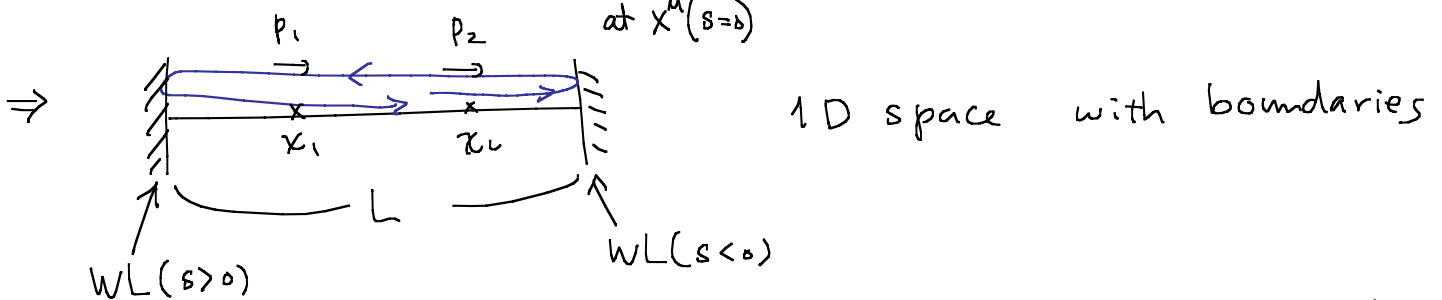 at x^μ(s=0)
p₁ p₂
⇒
1D space with boundaries
x₁ x₂
L
WL(s>0) WL(s<0)